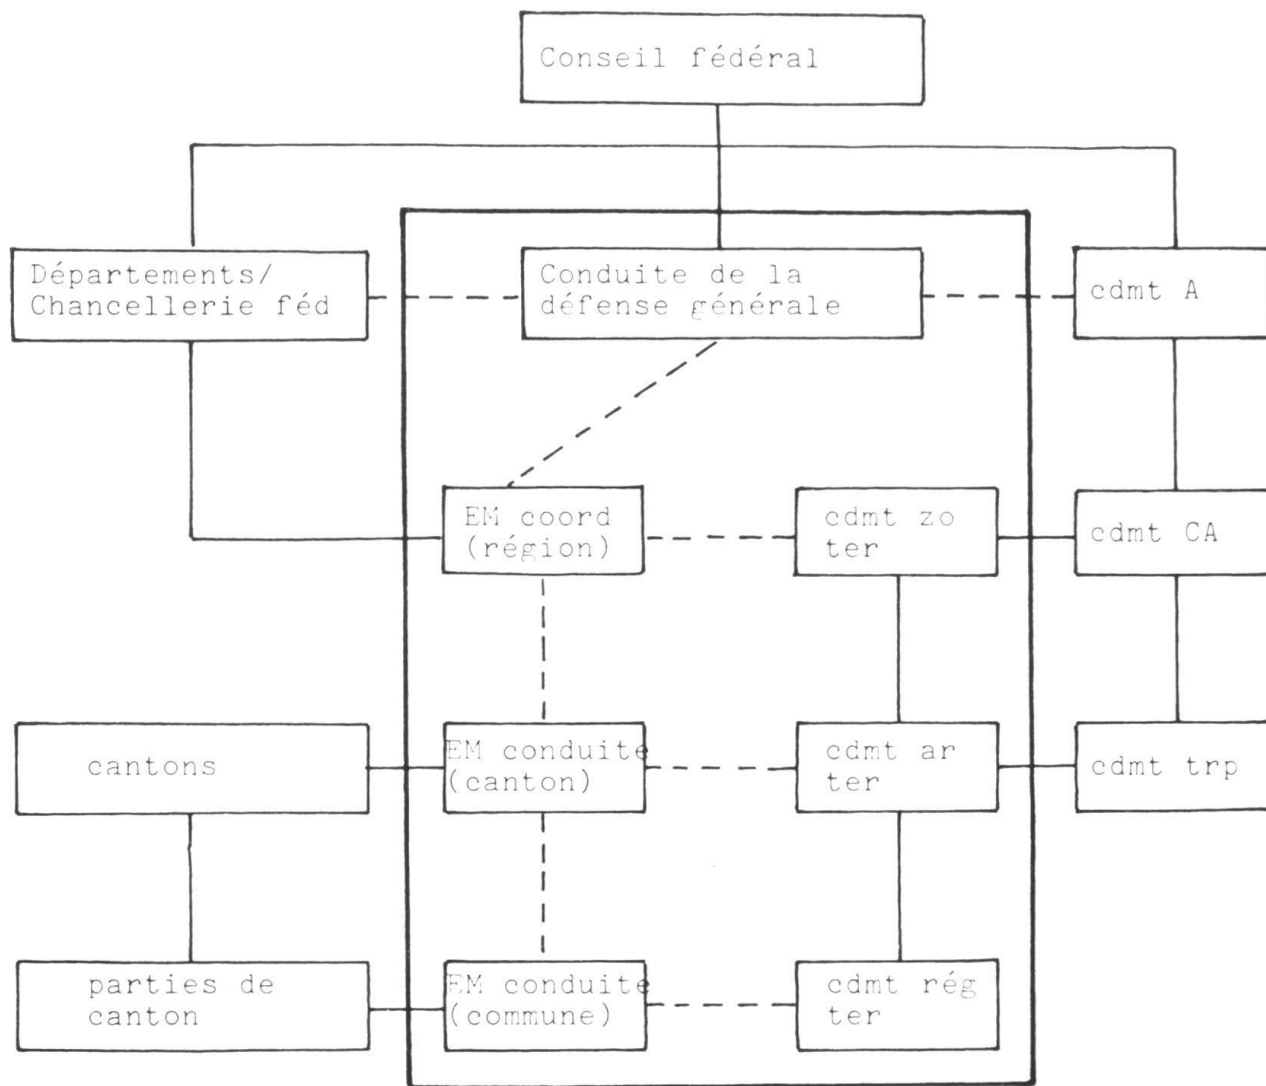 Conseil fédéral
Départements/
Chancellerie féd
Conduite de la
défense générale
cdmt A
EM coord
(région)
cdmt zo
ter
cdmt CA
cantons
EM conduite
(canton)
cdmt ar
ter
cdmt trp
parties de
canton
EM conduite
(commune)
cdmt rég
ter